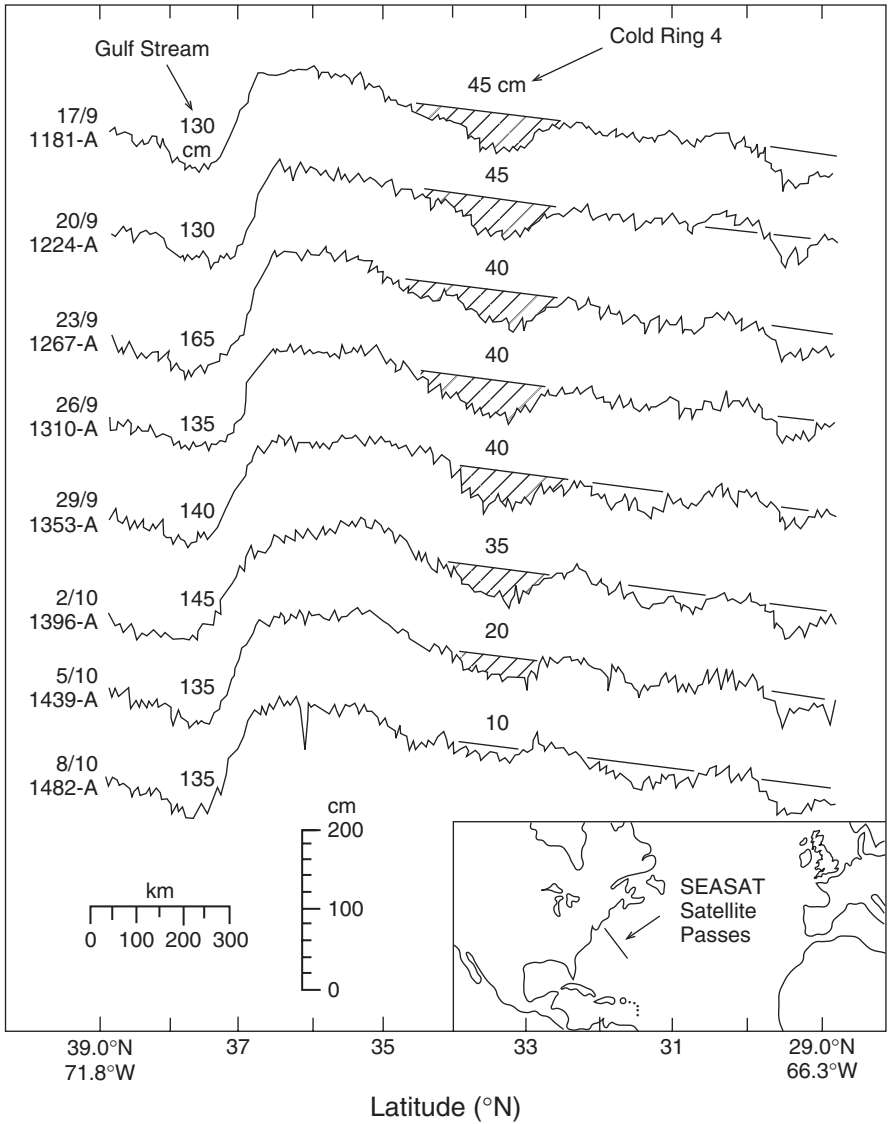 Gulf Stream
Cold Ring 4
17/9
1181-A
130
cm
45 cm
20/9
1224-A
130
45
23/9
1267-A
165
40
26/9
1310-A
135
40
29/9
1353-A
140
40
2/10
1396-A
145
35
5/10
1439-A
135
20
8/10
1482-A
135
10
cm
200
100
0
km
0 100 200 300
SEASAT
Satellite
Passes
39.0°N 37 35 33 31 29.0°N
71.8°W 66.3°W
Latitude (°N)